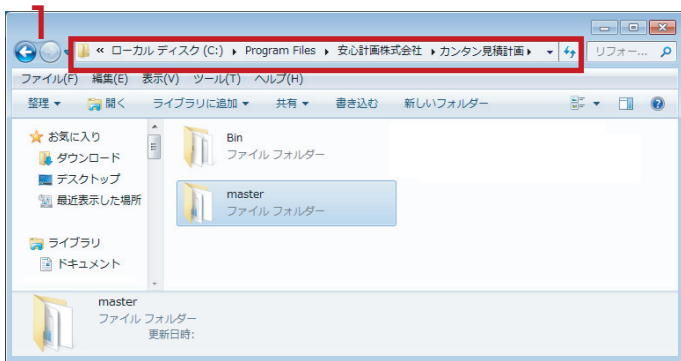 « ローカル ディスク (C:) ▸ Program Files ▸ 安心計画株式会社 ▸ カンタン見積計画 ▸
リフォー...
ファイル(F) 編集(E) 表示(V) ツール(T) ヘルプ(H)
整理 開く ライブラリに追加 共有 書き込む 新しいフォルダー
お気に入り
ダウンロード
デスクトップ
最近表示した場所
ライブラリ
ドキュメント
Bin
ファイル フォルダー
master
ファイル フォルダー
master
ファイル フォルダー
更新日時: